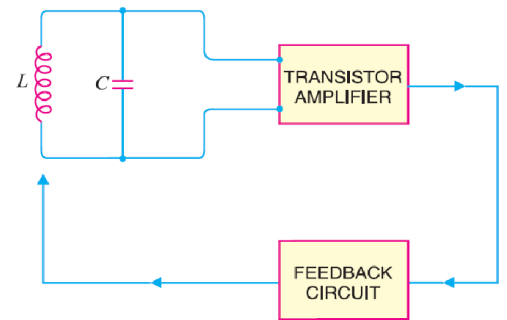 L
C
TRANSISTOR
AMPLIFIER
FEEDBACK
CIRCUIT